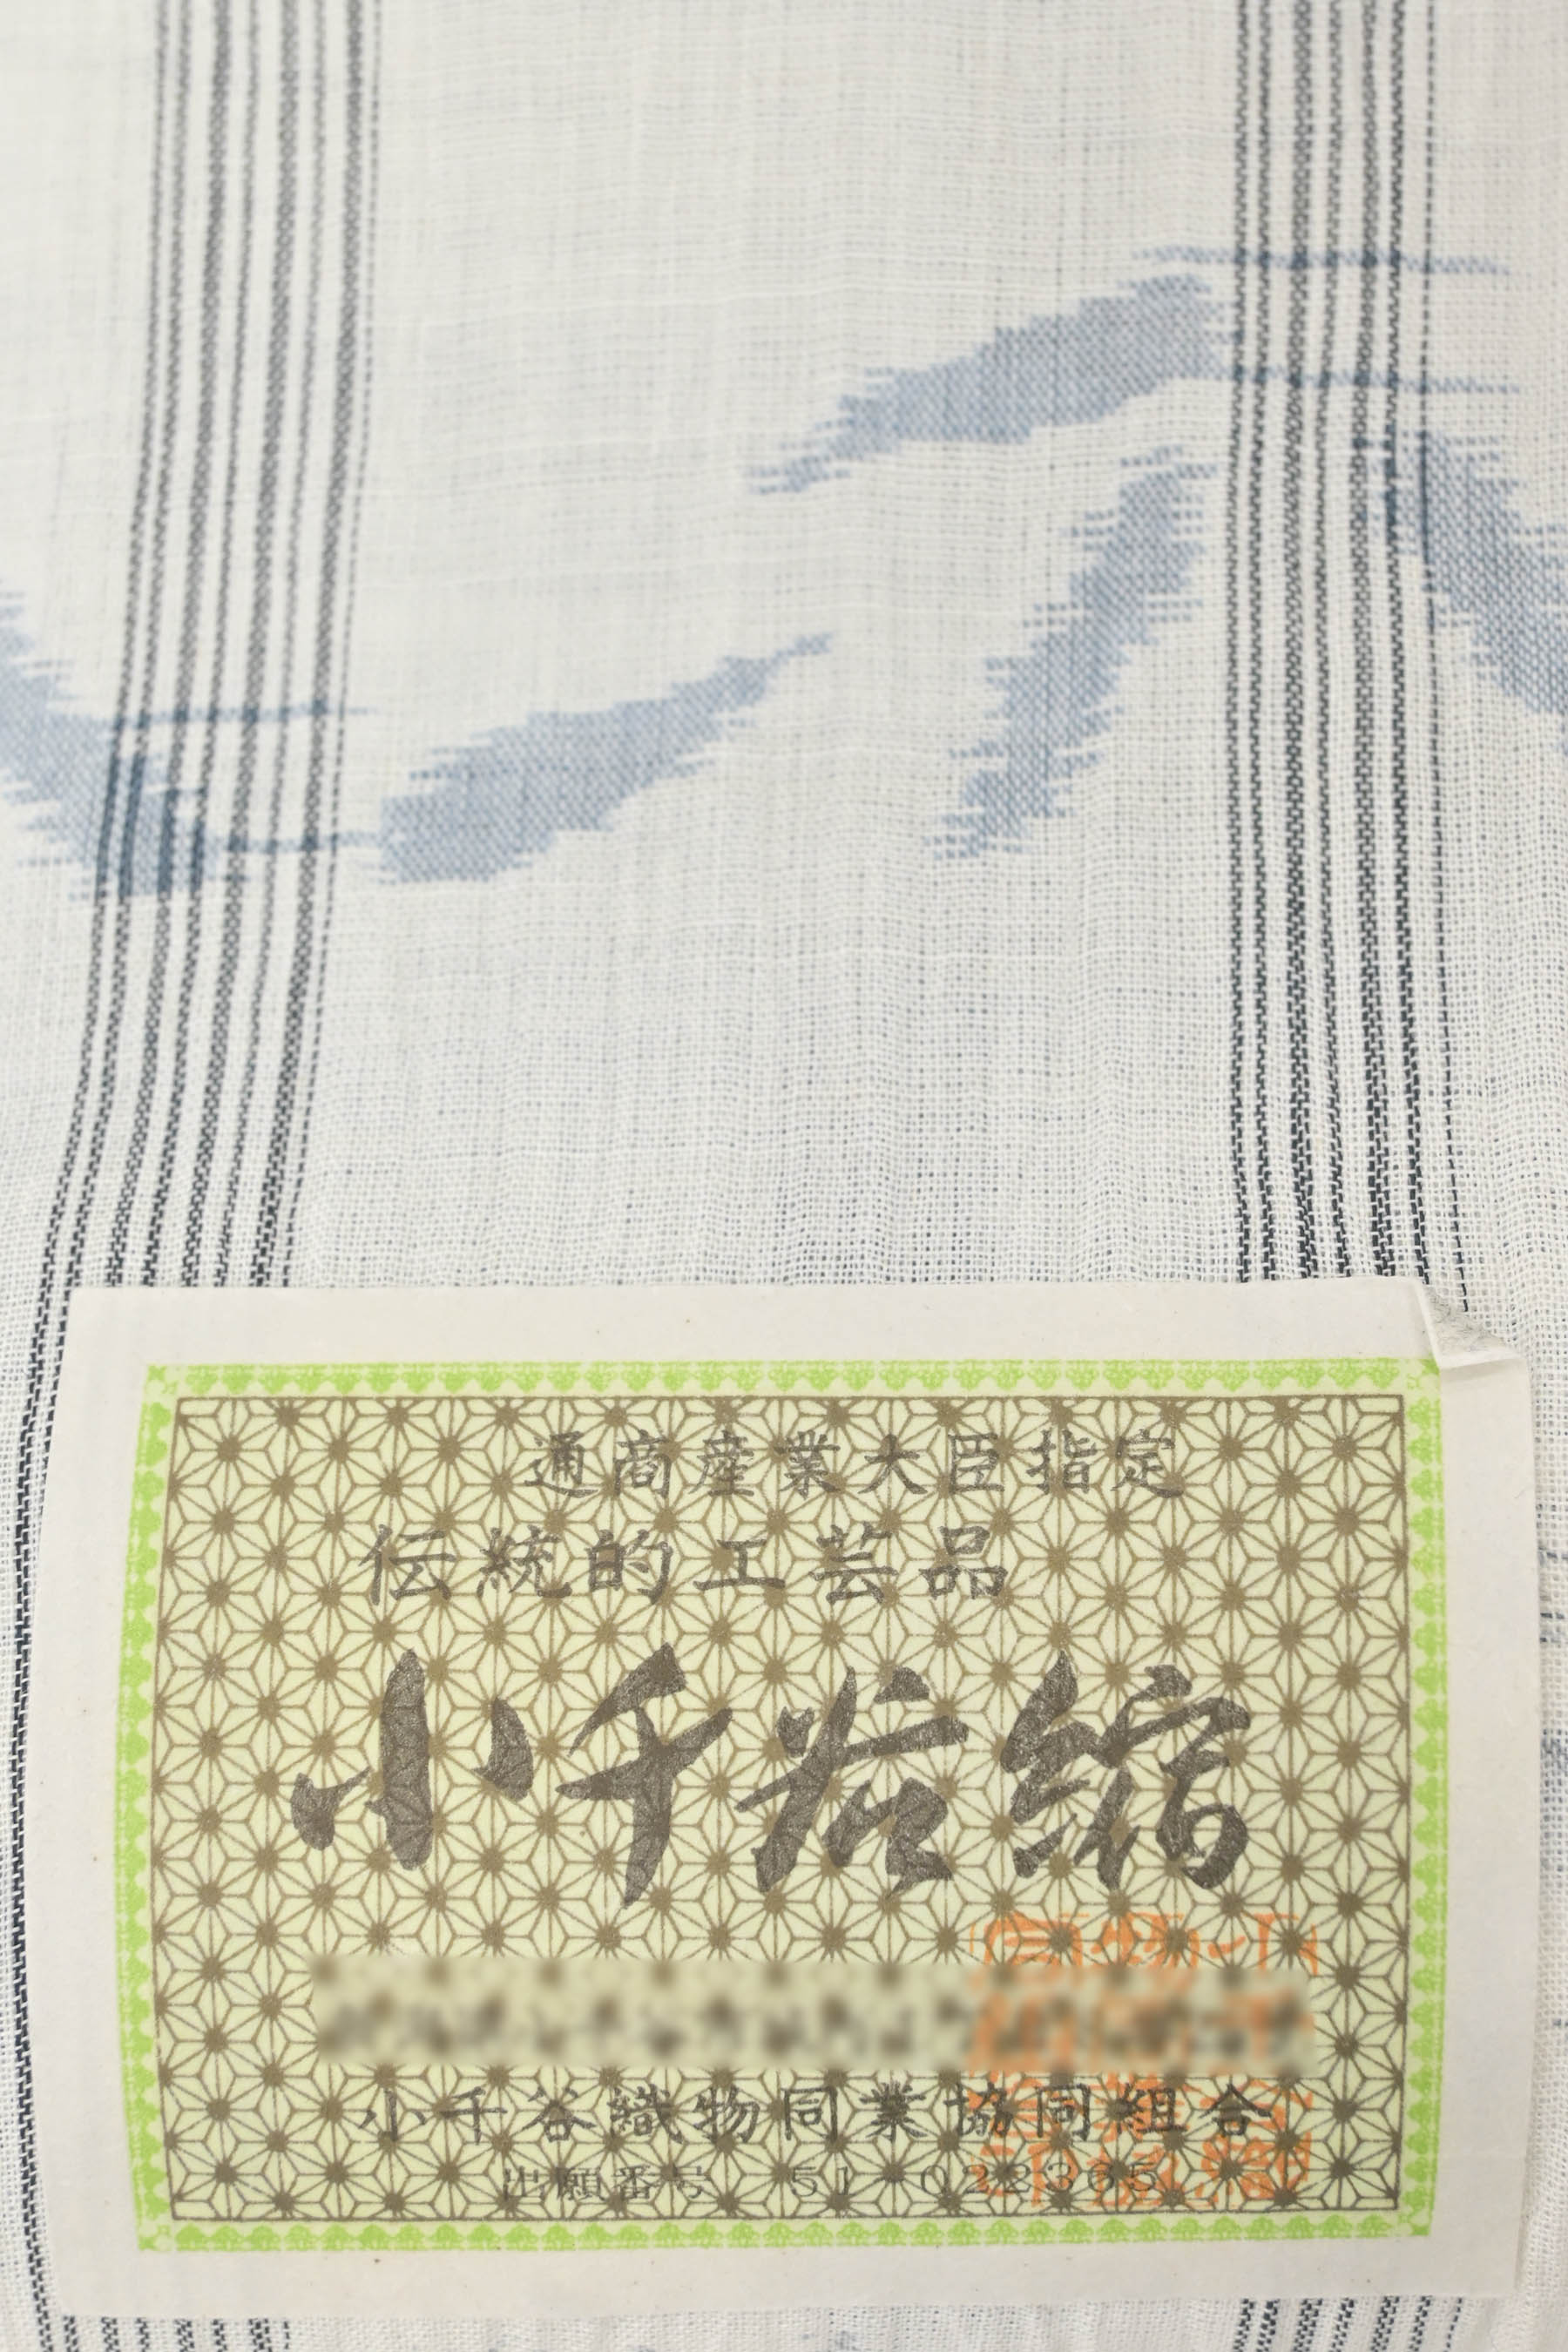 通商産業大臣指定
伝統的工芸品
小千谷縮
小千谷織物同業協同組合
出願番号 51-022365